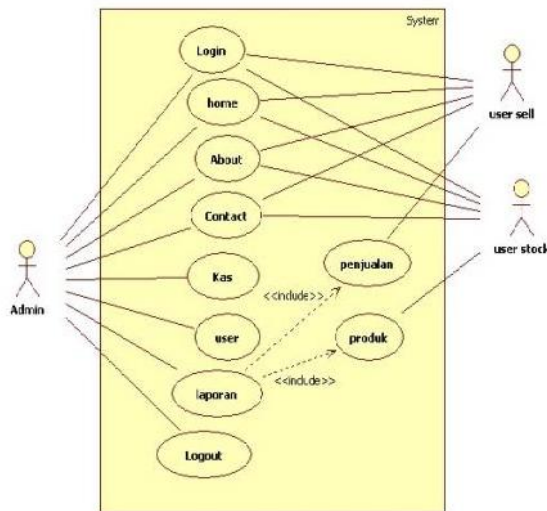 System
Login
home
user sell
About
Contact
user stock
penjualan
Kas
Admin
<<include>>
user
produk
<<include>>
laporan
Logout